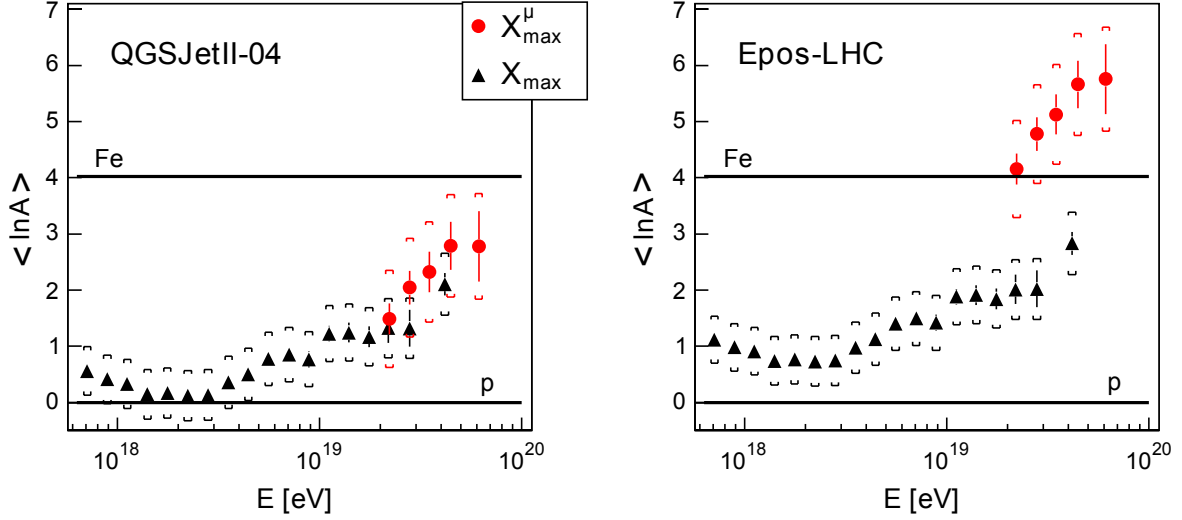 QGSJetII-04
X^μ_max
X_max
Fe
p
< lnA >
7
6
5
4
3
2
1
0
10^18
10^19
10^20
E [eV]
Epos-LHC
Fe
p
< lnA >
7
6
5
4
3
2
1
0
10^18
10^19
10^20
E [eV]